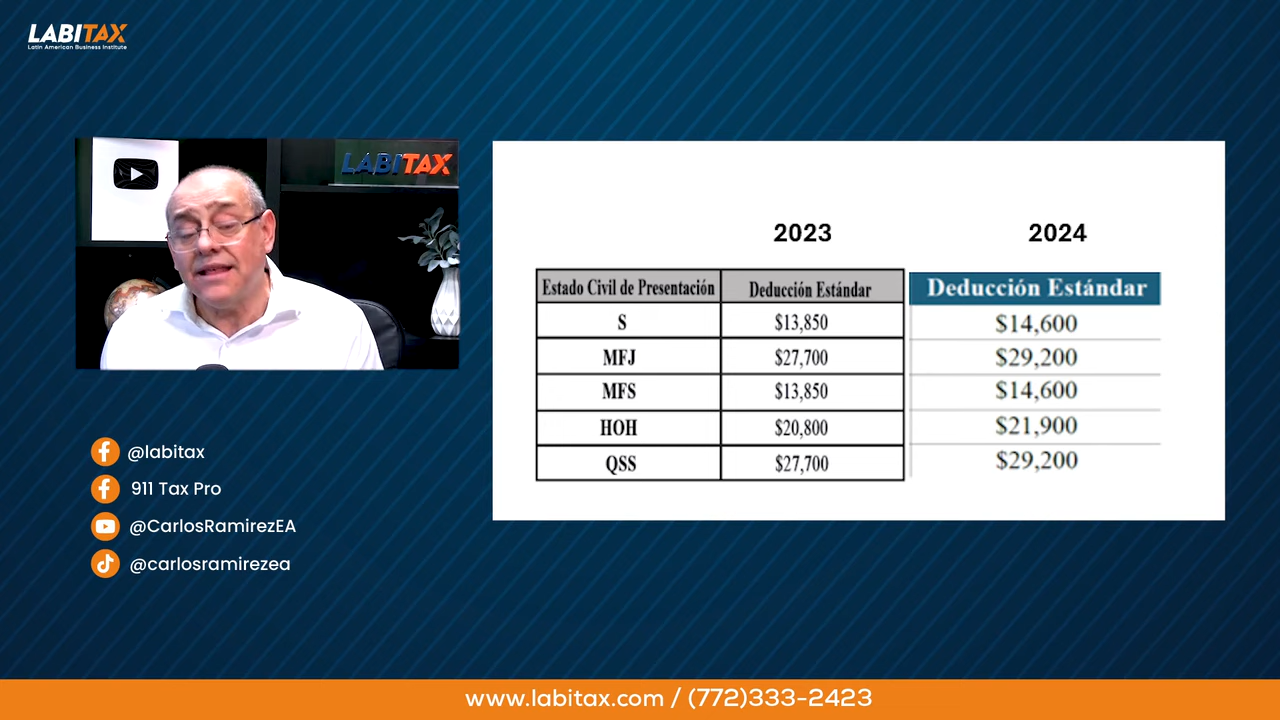 LABITAX
Latin American Business Institute
LABITAX
2023 2024
Estado Civil de Presentación Deducción Estándar Deducción Estándar
S $13,850 $14,600
MFJ $27,700 $29,200
MFS $13,850 $14,600
HOH $20,800 $21,900
QSS $27,700 $29,200
@labitax
911 Tax Pro
@CarlosRamirezEA
@carlosramirezea
www.labitax.com / (772)333-2423